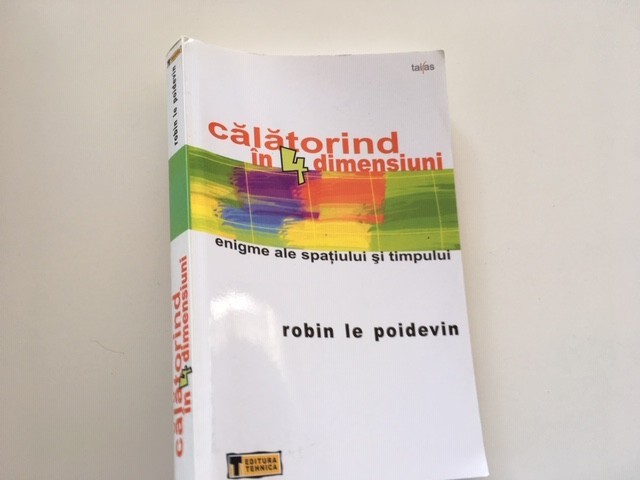 taifas
călătorind
în 4 dimensiuni
enigme ale spațiului și timpului
robin le poidevin
T EDITURA
TEHNICA
robin le poidevin
călătorind
în 4 dimensiuni